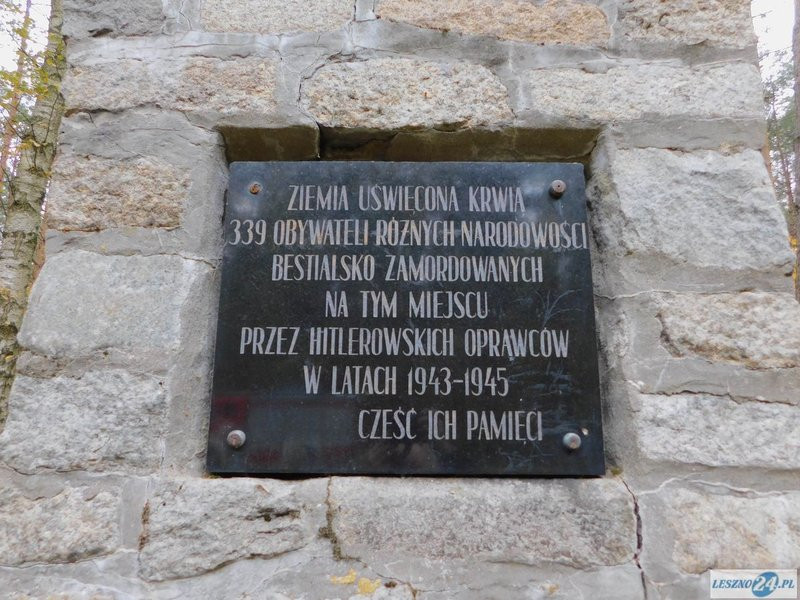 ZIEMIA UŚWIĘCONA KRWIĄ
339 OBYWATELI RÓŻNYCH NARODOWOŚCI
BESTIALSKO ZAMORDOWANYCH
NA TYM MIEJSCU
PRZEZ HITLEROWSKICH OPRAWCÓW
W LATACH 1943-1945
CZEŚĆ ICH PAMIĘCI
LESZNO24.PL